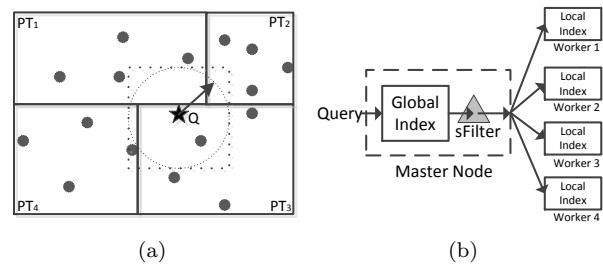 PT1
PT2
Q
PT4
PT3
(a)
Query
Global
Index
sFilter
Master Node
Local
Index
Worker 1
Local
Index
Worker 2
Local
Index
Worker 3
Local
Index
Worker 4
(b)